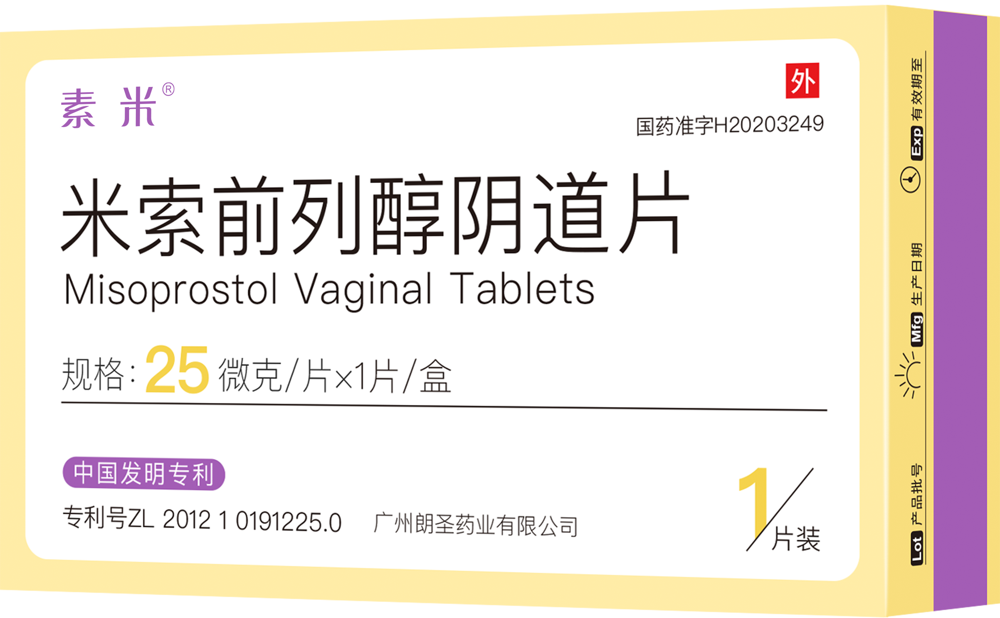 素米®
外
国药准字H20203249
米索前列醇阴道片
Misoprostol Vaginal Tablets
规格:25微克/片x1片/盒
中国发明专利
专利号ZL 2012 1 0191225.0
广州朗圣药业有限公司
1/片装
Lot 产品批号
Mfg 生产日期
Exp 有效期至